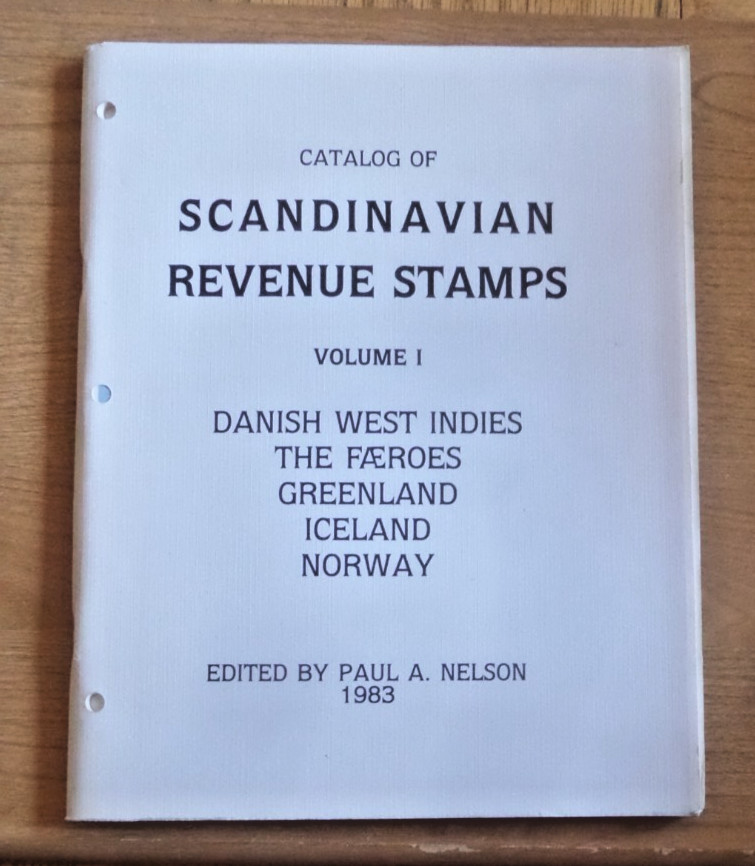 CATALOG OF
SCANDINAVIAN
REVENUE STAMPS
VOLUME I
DANISH WEST INDIES
THE FÆROES
GREENLAND
ICELAND
NORWAY
EDITED BY PAUL A. NELSON
1983